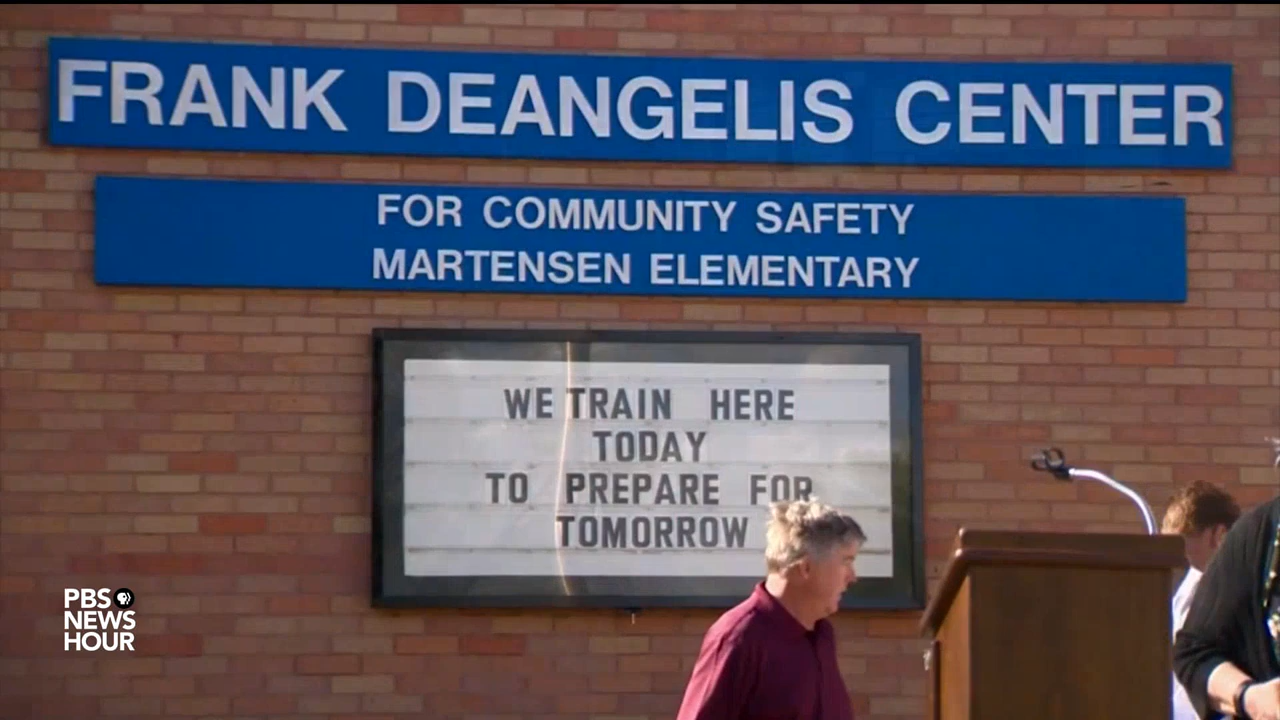 FRANK DEANGELIS CENTER
FOR COMMUNITY SAFETY
MARTENSEN ELEMENTARY
WE TRAIN HERE
TODAY
TO PREPARE FOR
TOMORROW
PBS
NEWS
HOUR